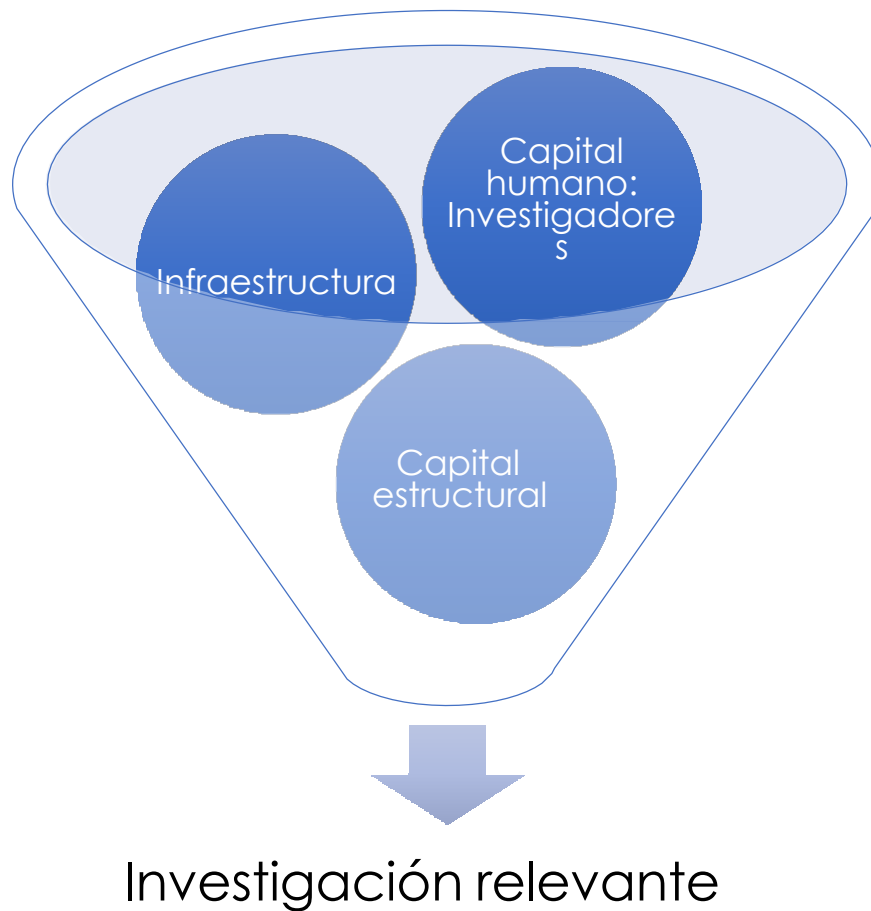 Capital
humano:
Investigadore
s
Infraestructura
Capital
estructural
Investigación relevante